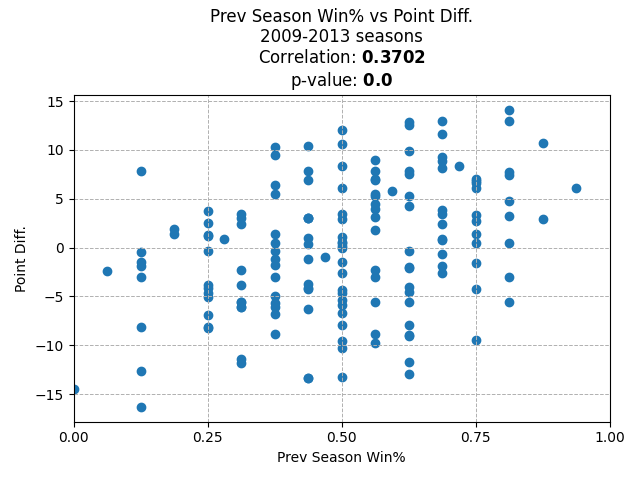 Prev Season Win% vs Point Diff.
2009-2013 seasons
Correlation: 0.3702
p-value: 0.0
15
10
5
0
−5
−10
−15
Point Diff.
0.00 0.25 0.50 0.75 1.00
Prev Season Win%